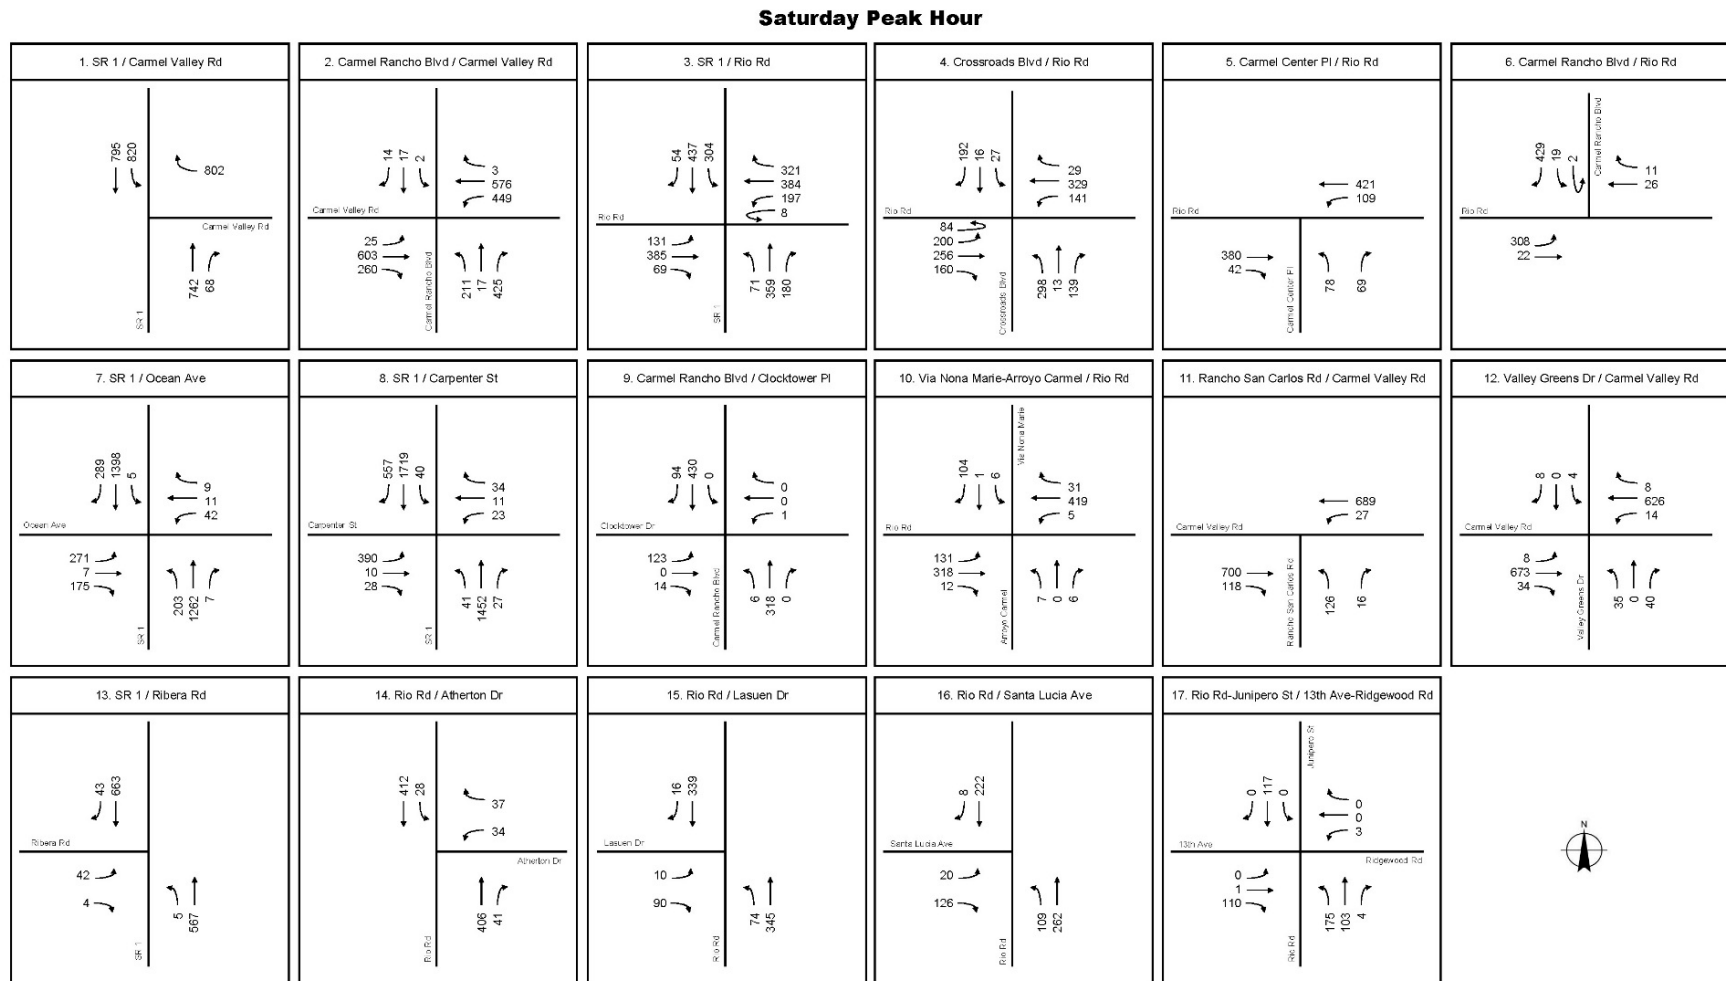 Saturday Peak Hour
1. SR 1 / Carmel Valley Rd
795
820
802
Carmel Valley Rd
742
68
SR 1
2. Carmel Rancho Blvd / Carmel Valley Rd
14
17
2
3
576
449
Carmel Valley Rd
25
603
260
211
17
425
Carmel Rancho Blvd
3. SR 1 / Rio Rd
54
437
304
321
384
197
8
Rio Rd
131
385
69
71
359
180
SR 1
4. Crossroads Blvd / Rio Rd
192
16
27
29
329
141
Rio Rd
84
200
256
160
298
13
139
Crossroads Blvd
5. Carmel Center Pl / Rio Rd
421
109
Rio Rd
380
42
78
69
Carmel Center Pl
6. Carmel Rancho Blvd / Rio Rd
Carmel Rancho Blvd
429
19
2
11
26
Rio Rd
308
22
7. SR 1 / Ocean Ave
289
1398
5
9
11
42
Ocean Ave
271
7
175
203
1262
7
SR 1
8. SR 1 / Carpenter St
557
1719
40
34
11
23
Carpenter St
390
10
28
41
1452
27
SR 1
9. Carmel Rancho Blvd / Clocktower Pl
94
430
0
0
0
1
Clocktower Dr
123
0
14
6
318
0
Carmel Rancho Blvd
10. Via Nona Marie-Arroyo Carmel / Rio Rd
Via Nona Marie
104
1
6
31
419
5
Rio Rd
131
318
12
7
0
6
Arroyo Carmel
11. Rancho San Carlos Rd / Carmel Valley Rd
689
27
Carmel Valley Rd
700
118
126
16
Rancho San Carlos Rd
12. Valley Greens Dr / Carmel Valley Rd
8
0
4
8
626
14
Carmel Valley Rd
8
673
34
35
0
40
Valley Greens Dr
13. SR 1 / Ribera Rd
43
663
Ribera Rd
42
4
5
567
SR 1
14. Rio Rd / Atherton Dr
412
28
37
34
Atherton Dr
406
41
Rio Rd
15. Rio Rd / Lasuen Dr
16
339
Lasuen Dr
10
90
74
345
Rio Rd
16. Rio Rd / Santa Lucia Ave
8
222
Santa Lucia Ave
20
126
109
262
Rio Rd
17. Rio Rd-Junipero St / 13th Ave-Ridgewood Rd
Junipero St
0
117
0
0
0
3
13th Ave
Ridgewood Rd
0
1
110
175
103
4
Rio Rd
N